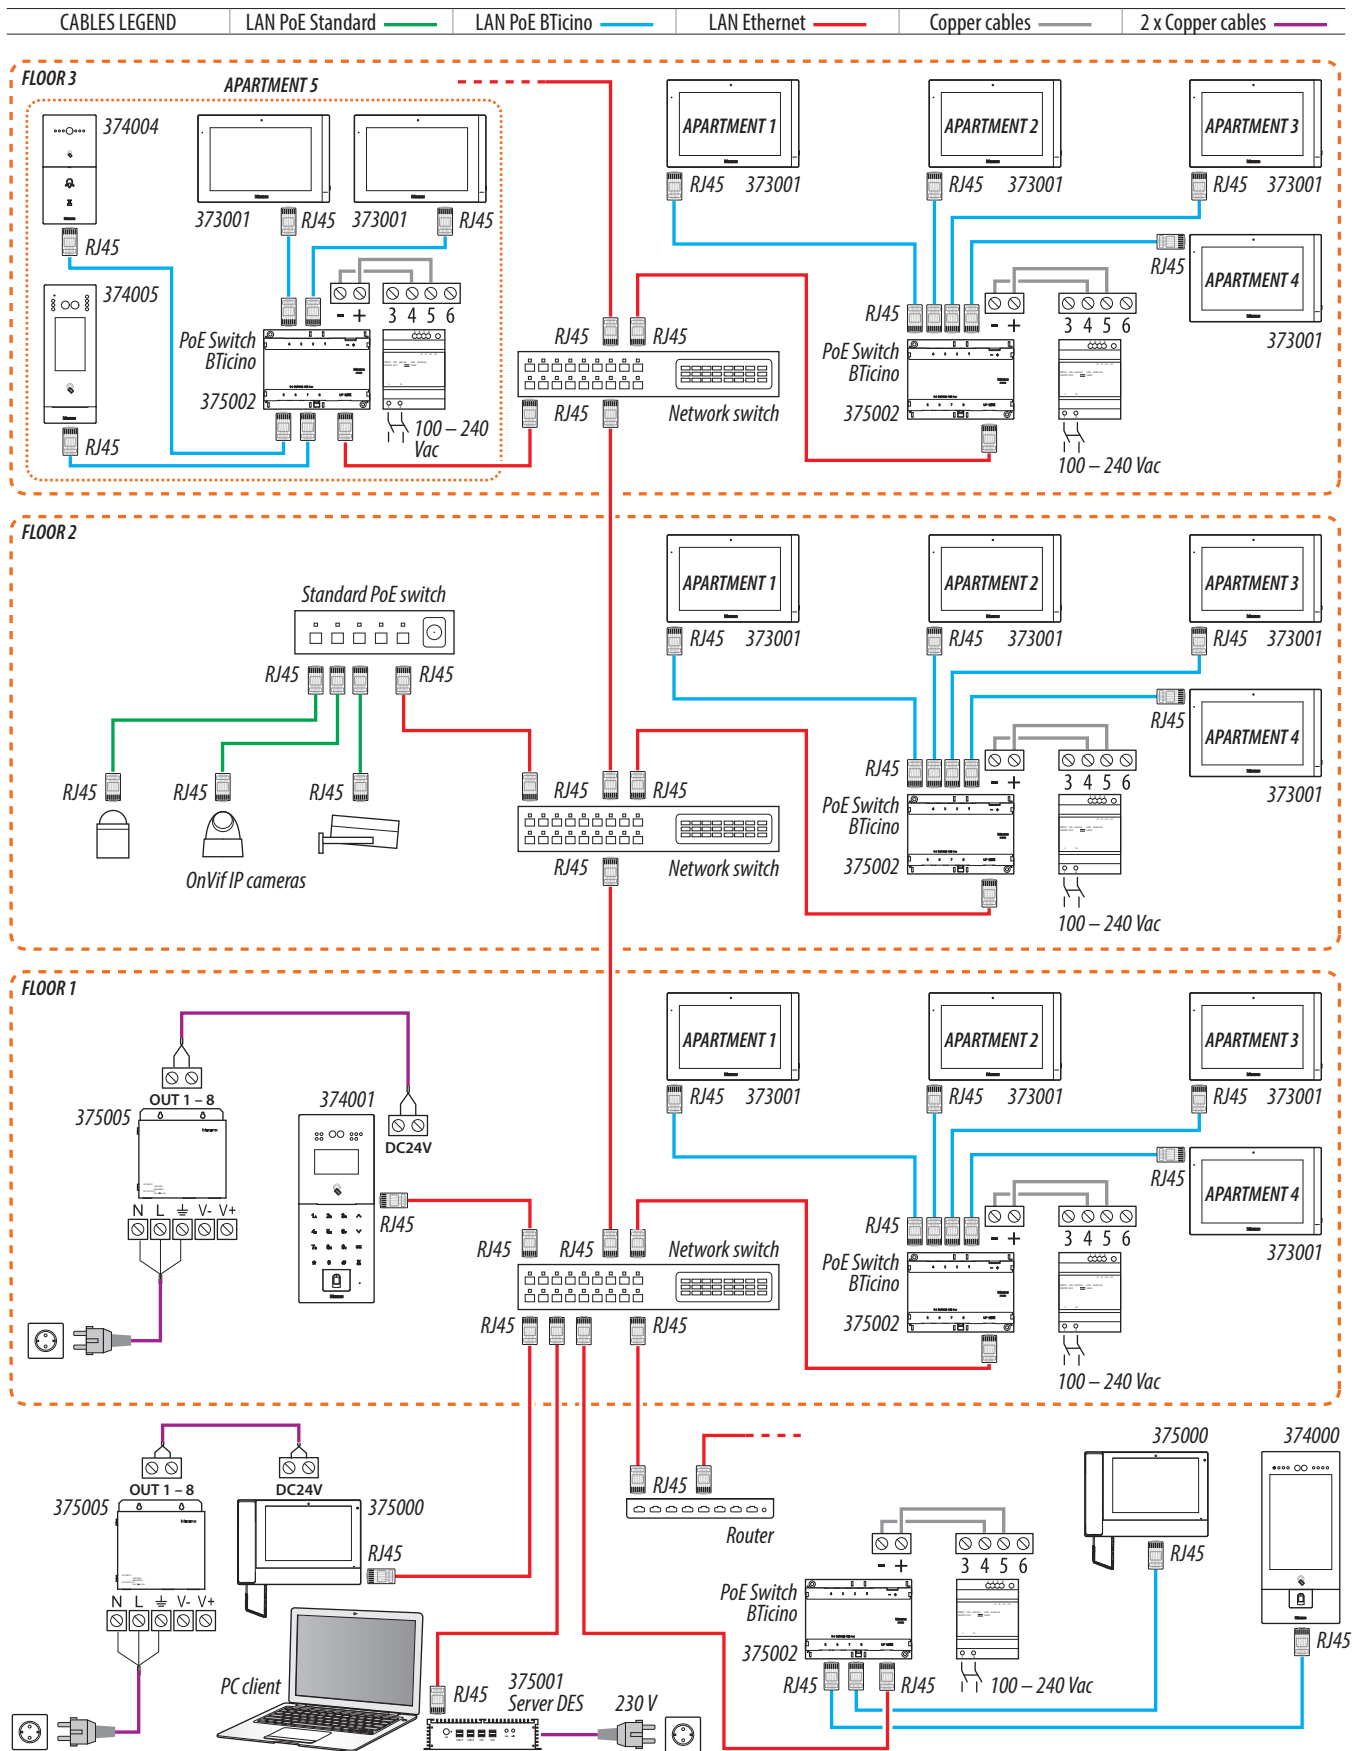 CABLES LEGEND LAN PoE Standard LAN PoE BTicino LAN Ethernet Copper cables 2 x Copper cables
FLOOR 3
APARTMENT 5
374004
373001 RJ45 373001 RJ45
RJ45
374005
- + 3 4 5 6
PoE Switch
BTicino
375002
100 – 240
Vac
RJ45
RJ45 RJ45
RJ45
Network switch
APARTMENT 1
RJ45 373001
APARTMENT 2
RJ45 373001
APARTMENT 3
RJ45 373001
APARTMENT 4
RJ45
373001
RJ45
- + 3 4 5 6
PoE Switch
BTicino
375002
100 – 240 Vac
FLOOR 2
Standard PoE switch
RJ45 RJ45
RJ45 RJ45 RJ45
OnVif IP cameras
RJ45 RJ45
RJ45
Network switch
APARTMENT 1
RJ45 373001
APARTMENT 2
RJ45 373001
APARTMENT 3
RJ45 373001
APARTMENT 4
RJ45
373001
RJ45
- + 3 4 5 6
PoE Switch
BTicino
375002
100 – 240 Vac
FLOOR 1
OUT 1 – 8
375005
N L V- V+
374001
DC24V
RJ45
RJ45 RJ45
Network switch
RJ45 RJ45
APARTMENT 1
RJ45 373001
APARTMENT 2
RJ45 373001
APARTMENT 3
RJ45 373001
APARTMENT 4
RJ45
373001
RJ45
- + 3 4 5 6
PoE Switch
BTicino
375002
100 – 240 Vac
OUT 1 – 8
375005
N L V- V+
DC24V
375000
RJ45
PC client
RJ45
375001
Server DES
230 V
RJ45
Router
- + 3 4 5 6
PoE Switch
BTicino
375002
RJ45 RJ45
100 – 240 Vac
375000
RJ45
374000
RJ45